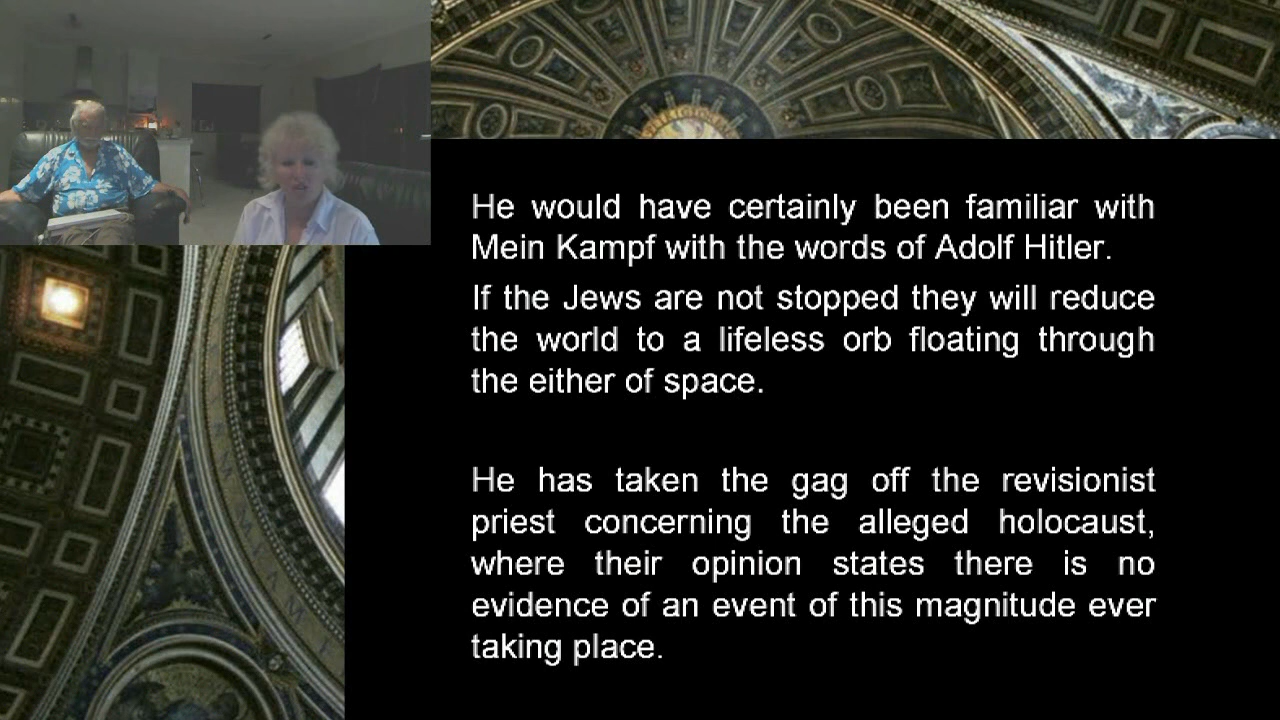 He would have certainly been familiar with
Mein Kampf with the words of Adolf Hitler.
If the Jews are not stopped they will reduce
the world to a lifeless orb floating through
the either of space.
He has taken the gag off the revisionist
priest concerning the alleged holocaust,
where their opinion states there is no
evidence of an event of this magnitude ever
taking place.